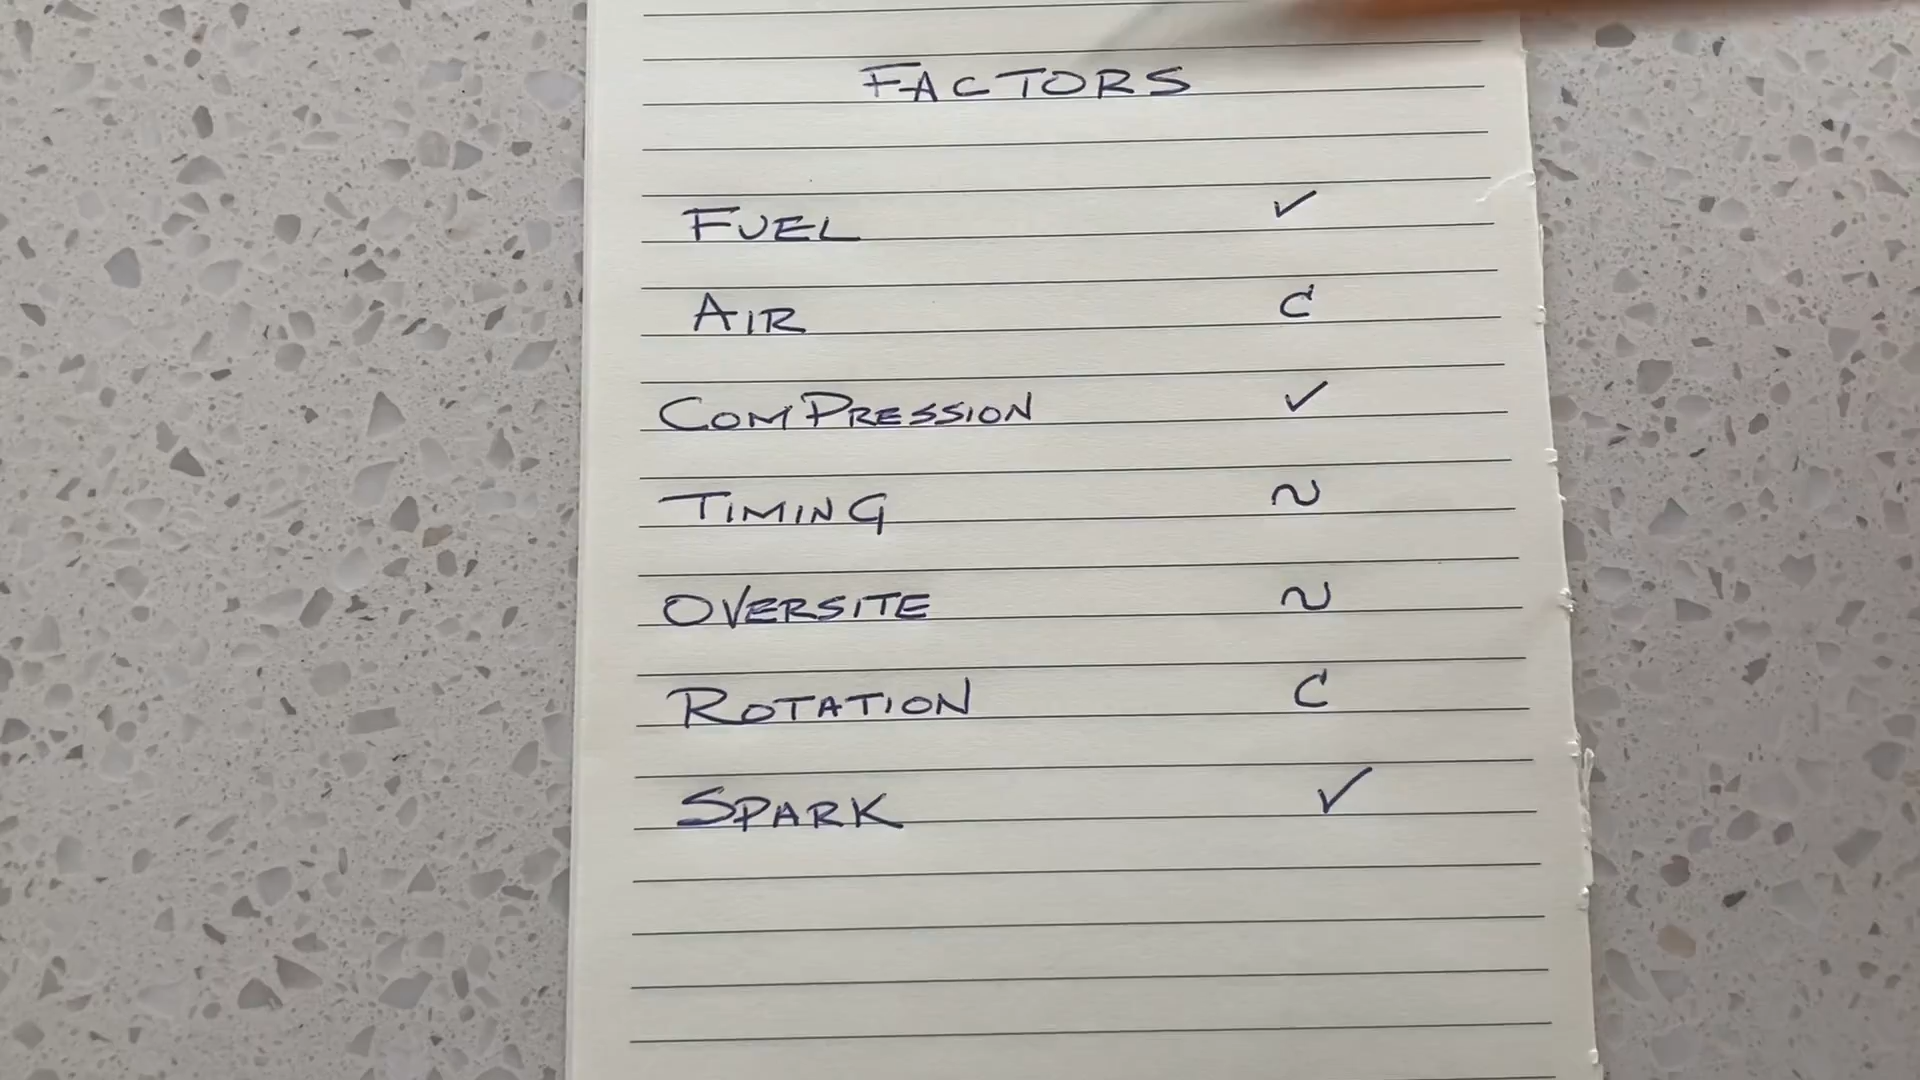 FACTORS
FUEL ✓
AIR C
COMPRESSION ✓
TIMING ~
OVERSITE ~
ROTATION C
SPARK ✓